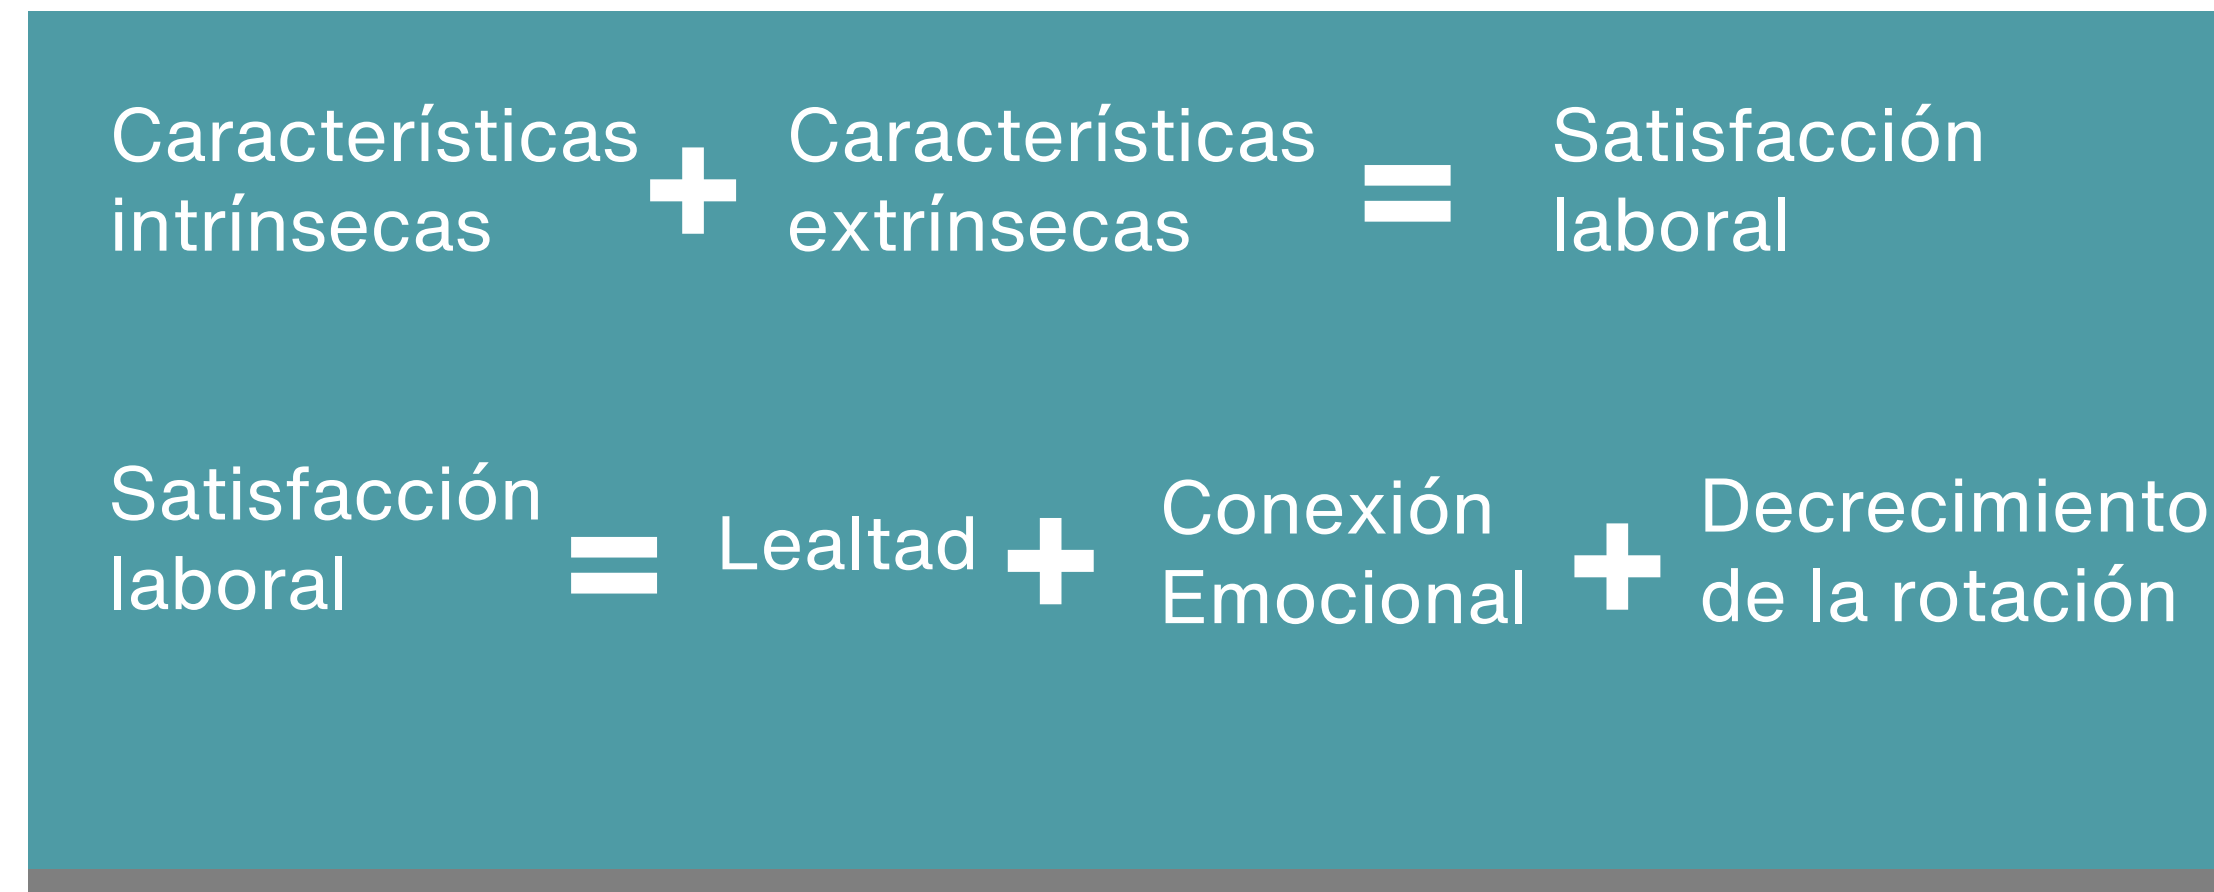 Características
intrínsecas
+
Características
extrínsecas
=
Satisfacción
laboral
Satisfacción
laboral
=
Lealtad
+
Conexión
Emocional
+
Decrecimiento
de la rotación